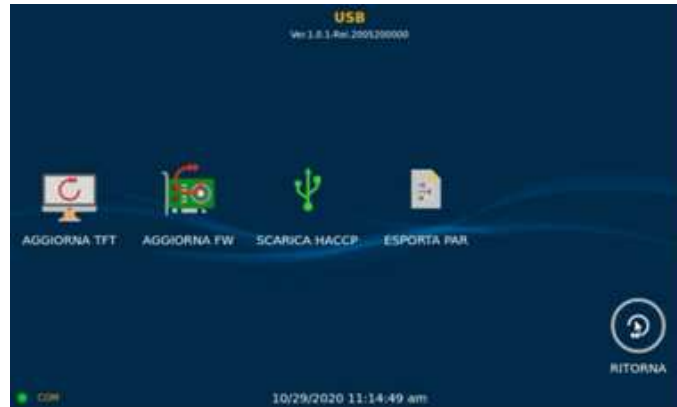 USB
Ver.1.0.1-Rel.2005200000
AGGIORNA TFT
AGGIORNA FW
SCARICA HACCP
ESPORTA PAR
RITORNA
COM
10/29/2020 11:14:49 am